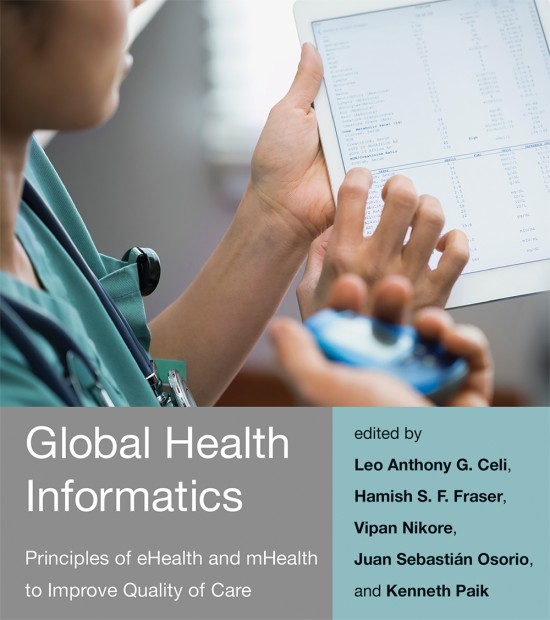 Global Health
Informatics
Principles of eHealth and mHealth
to Improve Quality of Care
edited by
Leo Anthony G. Celi,
Hamish S. F. Fraser,
Vipan Nikore,
Juan Sebastián Osorio,
and Kenneth Paik